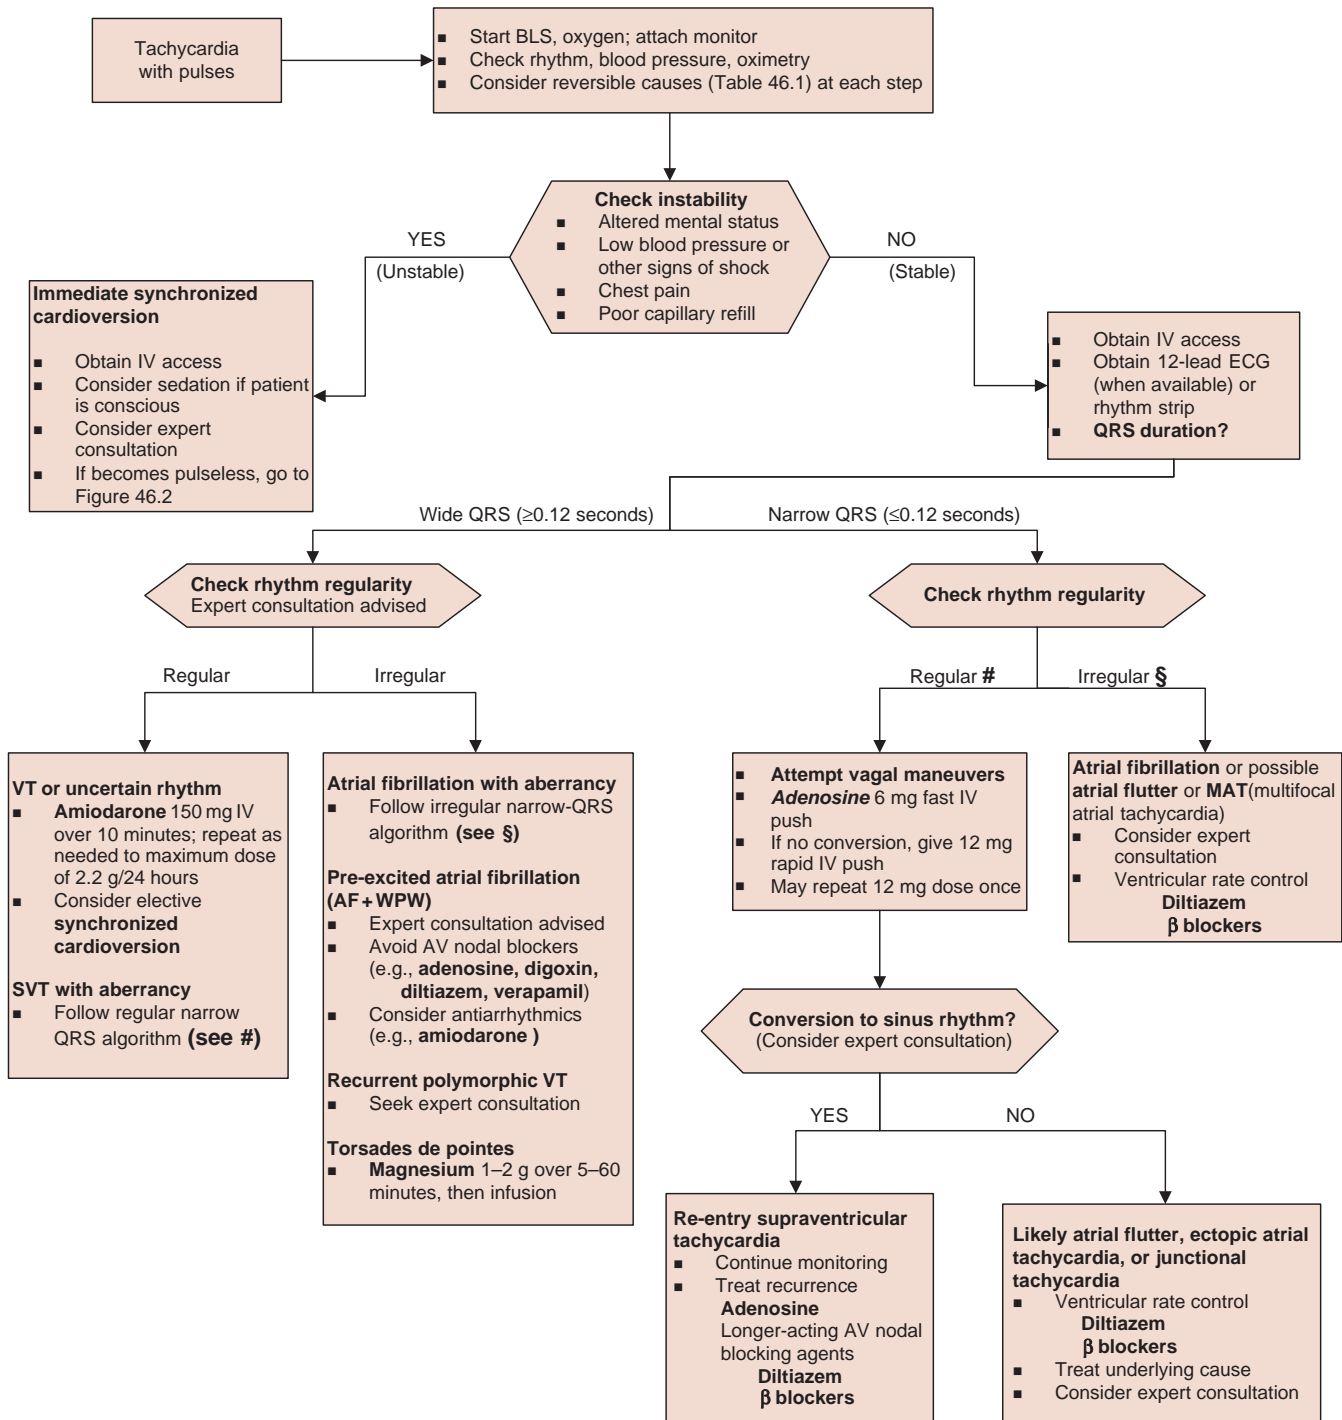 Tachycardia
with pulses
■ Start BLS, oxygen; attach monitor
■ Check rhythm, blood pressure, oximetry
■ Consider reversible causes (Table 46.1) at each step
Check instability
■ Altered mental status
■ Low blood pressure or
other signs of shock
■ Chest pain
■ Poor capillary refill
YES
(Unstable)
NO
(Stable)
Immediate synchronized
cardioversion
■ Obtain IV access
■ Consider sedation if patient
is conscious
■ Consider expert
consultation
■ If becomes pulseless, go to
Figure 46.2
■ Obtain IV access
■ Obtain 12-lead ECG
(when available) or
rhythm strip
■ QRS duration?
Wide QRS (≥0.12 seconds)
Narrow QRS (≤0.12 seconds)
Check rhythm regularity
Expert consultation advised
Check rhythm regularity
Regular
Irregular
Regular #
Irregular §
VT or uncertain rhythm
■ Amiodarone 150 mg IV
over 10 minutes; repeat as
needed to maximum dose
of 2.2 g/24 hours
■ Consider elective
synchronized
cardioversion
SVT with aberrancy
■ Follow regular narrow
QRS algorithm (see #)
Atrial fibrillation with aberrancy
■ Follow irregular narrow-QRS
algorithm (see §)
Pre-excited atrial fibrillation
(AF + WPW)
■ Expert consultation advised
■ Avoid AV nodal blockers
(e.g., adenosine, digoxin,
diltiazem, verapamil)
■ Consider antiarrhythmics
(e.g., amiodarone )
Recurrent polymorphic VT
■ Seek expert consultation
Torsades de pointes
■ Magnesium 1–2 g over 5–60
minutes, then infusion
■ Attempt vagal maneuvers
■ Adenosine 6 mg fast IV
push
■ If no conversion, give 12 mg
rapid IV push
■ May repeat 12 mg dose once
Atrial fibrillation or possible
atrial flutter or MAT(multifocal
atrial tachycardia)
■ Consider expert
consultation
■ Ventricular rate control
Diltiazem
β blockers
Conversion to sinus rhythm?
(Consider expert consultation)
YES
NO
Re-entry supraventricular
tachycardia
■ Continue monitoring
■ Treat recurrence
Adenosine
Longer-acting AV nodal
blocking agents
Diltiazem
β blockers
Likely atrial flutter, ectopic atrial
tachycardia, or junctional
tachycardia
■ Ventricular rate control
Diltiazem
β blockers
■ Treat underlying cause
■ Consider expert consultation